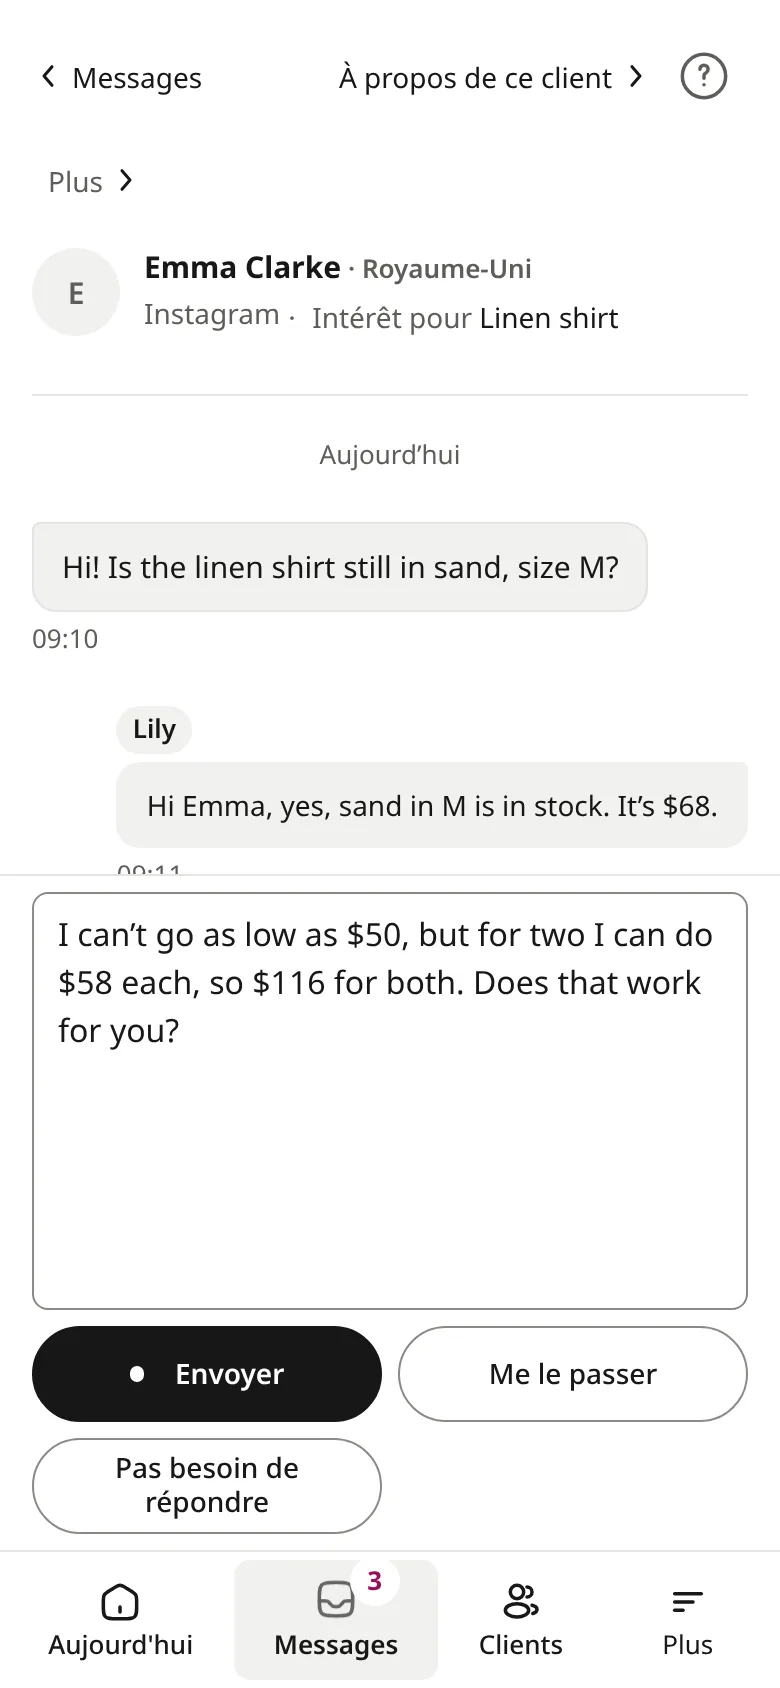 Messages
À propos de ce client
?
Plus
E
Emma Clarke · Royaume-Uni
Instagram · Intérêt pour Linen shirt
Aujourd’hui
Hi! Is the linen shirt still in sand, size M?
09:10
Lily
Hi Emma, yes, sand in M is in stock. It’s $68.
09:11
I can’t go as low as $50, but for two I can do
$58 each, so $116 for both. Does that work
for you?
Envoyer
Me le passer
Pas besoin de
répondre
3
Aujourd'hui
Messages
Clients
Plus